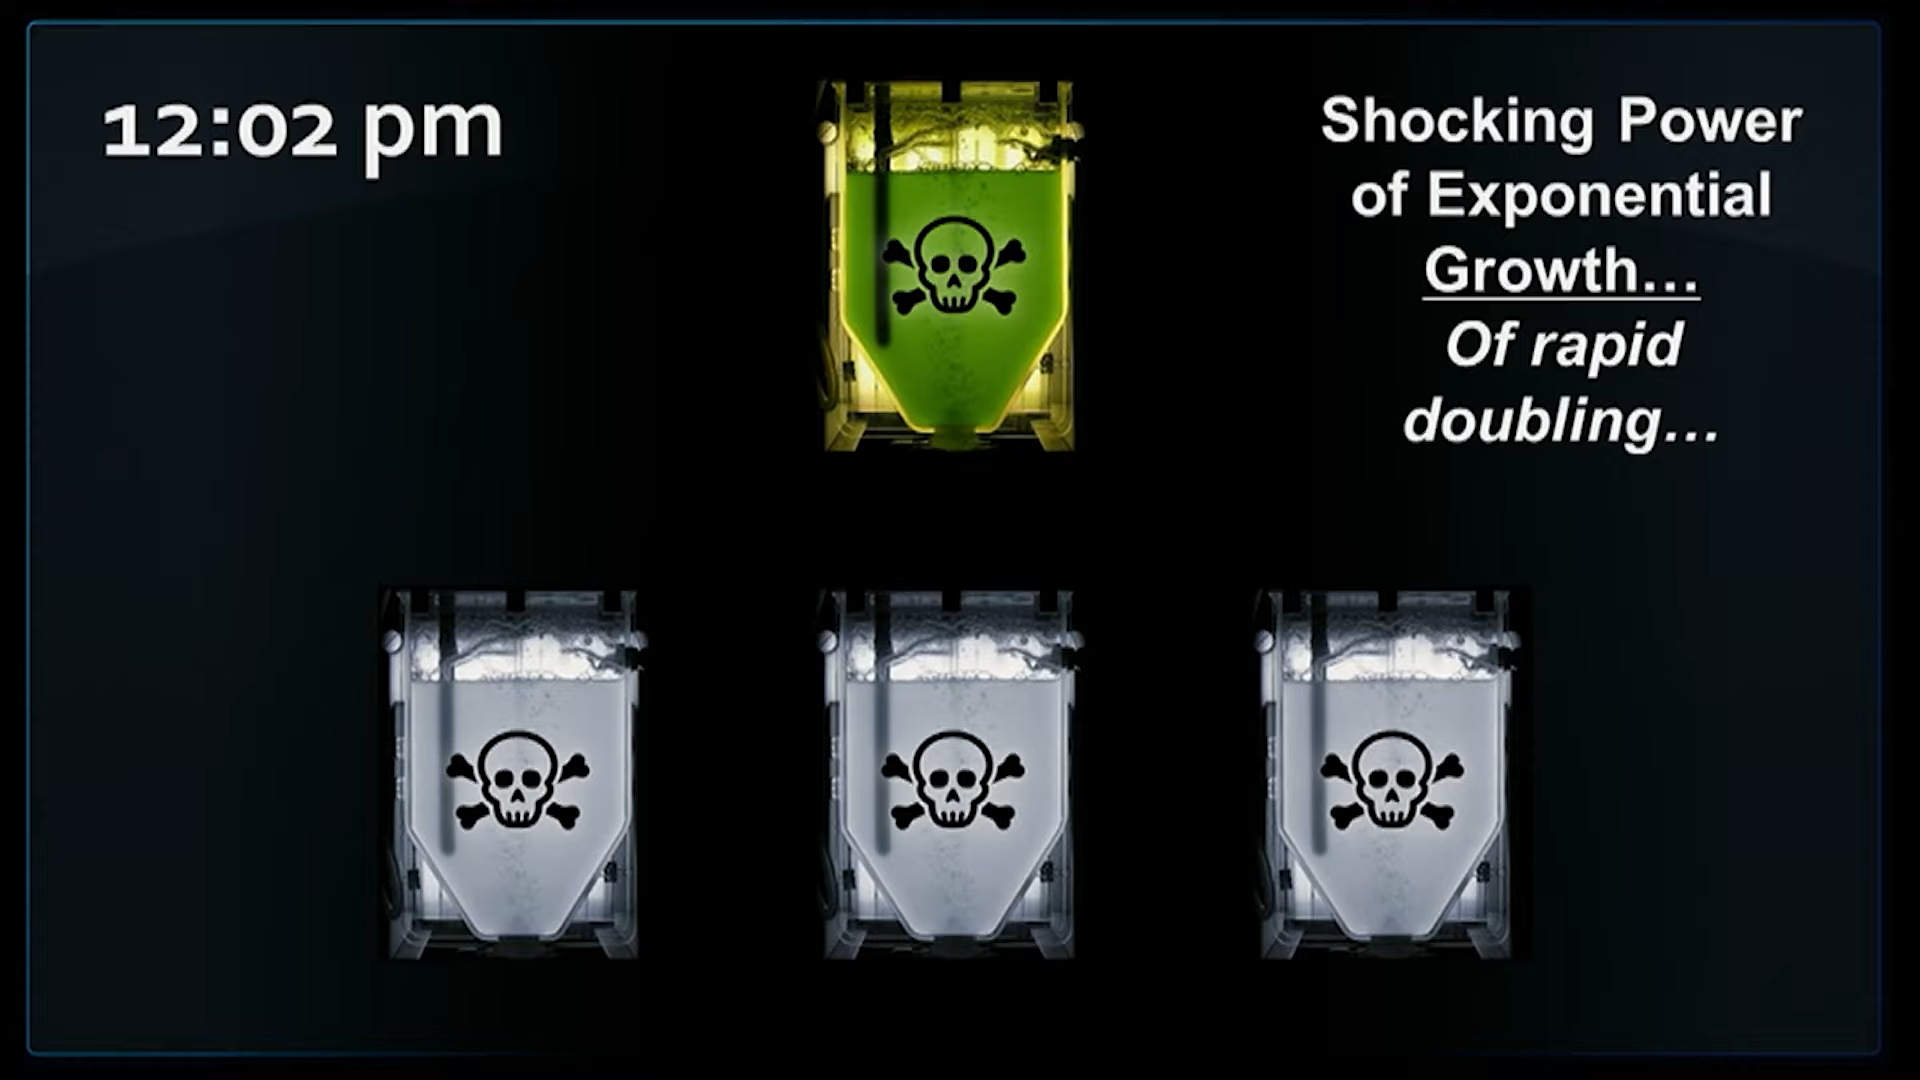 12:02 pm
Shocking Power
of Exponential
Growth...
Of rapid
doubling...